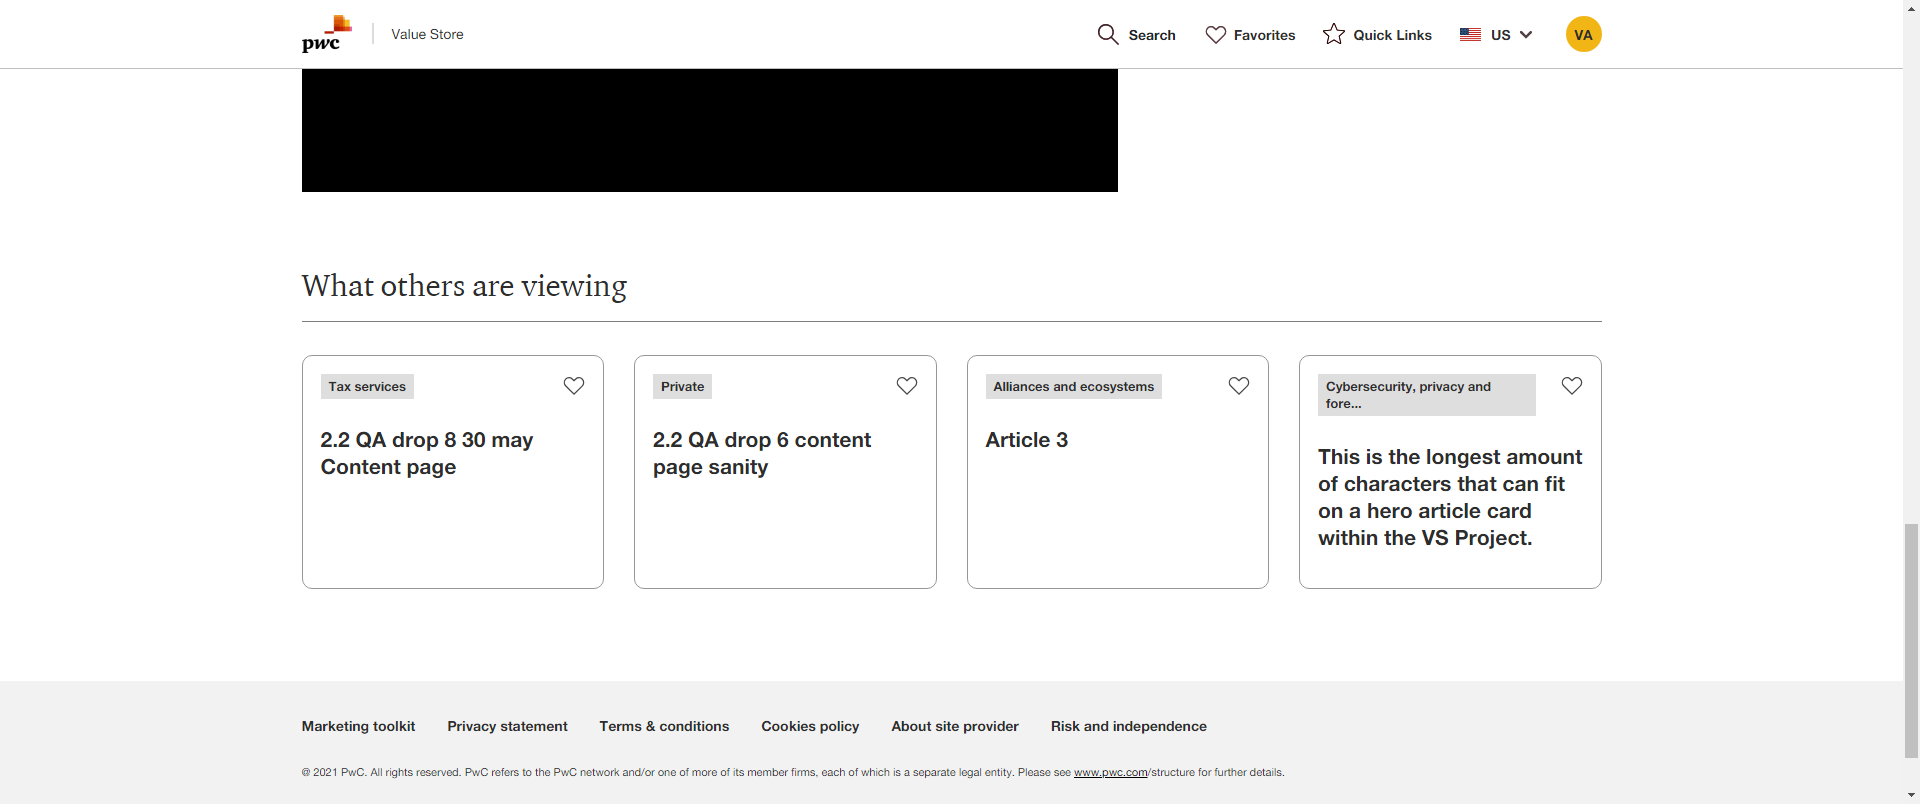 pwc
Value Store
Search
Favorites
Quick Links
US
VA
What others are viewing
Tax services
2.2 QA drop 8 30 may
Content page
Private
2.2 QA drop 6 content
page sanity
Alliances and ecosystems
Article 3
Cybersecurity, privacy and
fore...
This is the longest amount
of characters that can fit
on a hero article card
within the VS Project.
Marketing toolkit
Privacy statement
Terms & conditions
Cookies policy
About site provider
Risk and independence
@ 2021 PwC. All rights reserved. PwC refers to the PwC network and/or one of more of its member firms, each of which is a separate legal entity. Please see www.pwc.com/structure for further details.